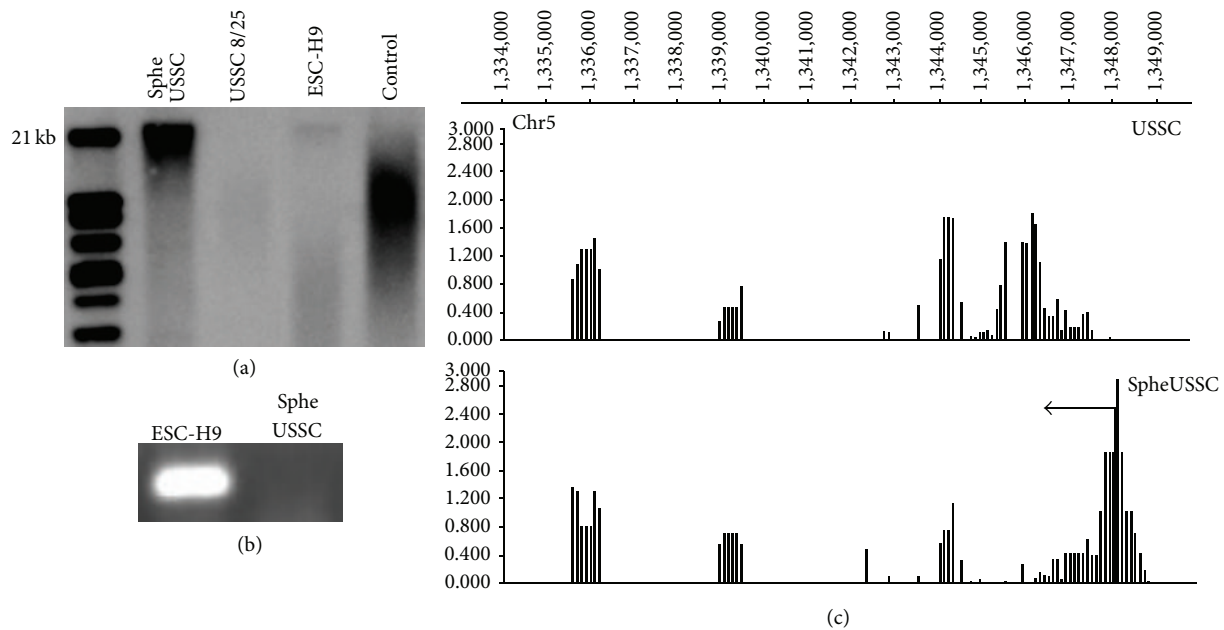 Sphe
USSC
USSC 8/25
ESC-H9
Control
21 kb
(a)
ESC-H9
Sphe
USSC
(b)
1,334,000
1,335,000
1,336,000
1,337,000
1,338,000
1,339,000
1,340,000
1,341,000
1,342,000
1,343,000
1,344,000
1,345,000
1,346,000
1,347,000
1,348,000
1,349,000
Chr5
USSC
3.000
2.800
2.400
2.000
1.600
1.200
0.800
0.400
0.000
SpheUSSC
3.000
2.800
2.400
2.000
1.600
1.200
0.800
0.400
0.000
(c)